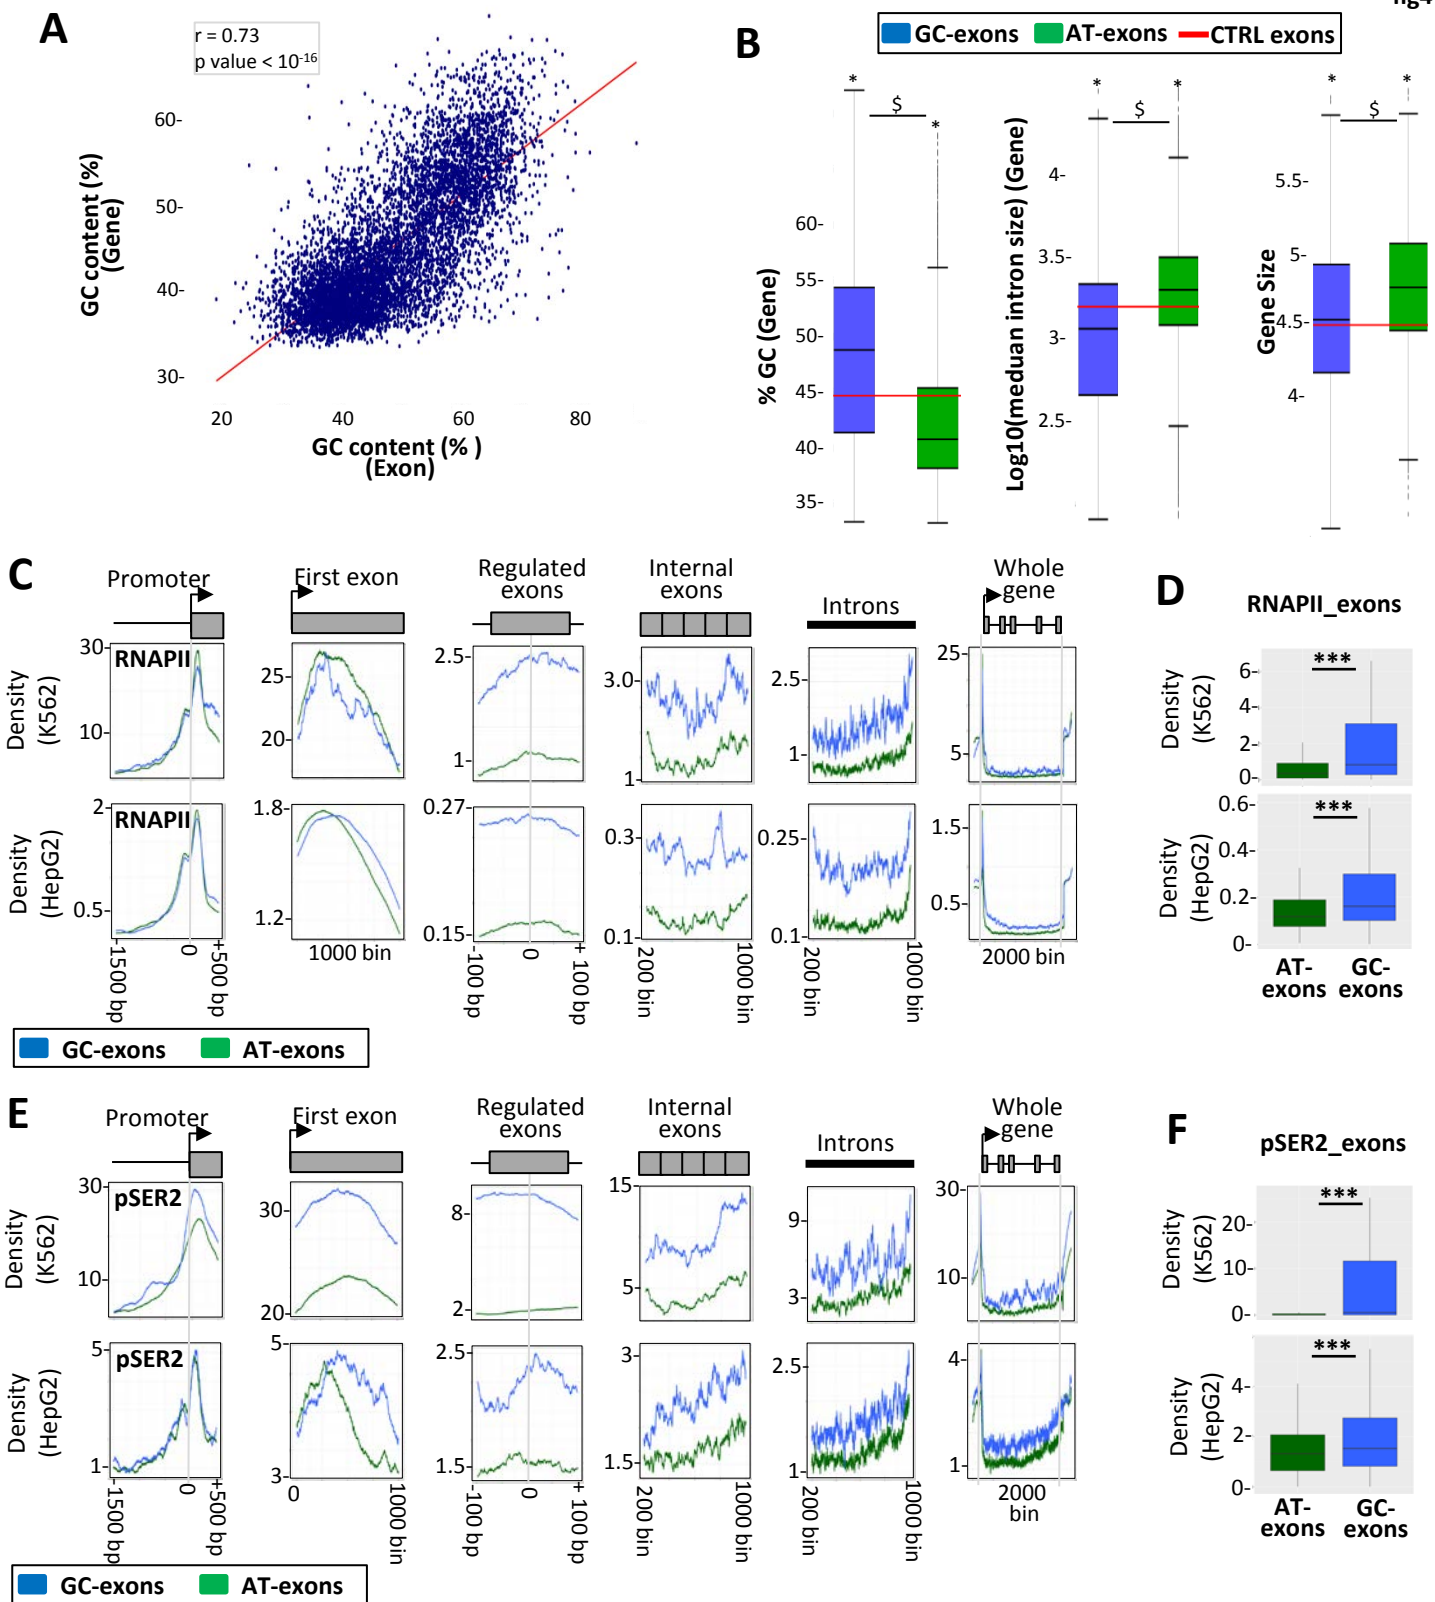 fig4
A
r = 0.73
p value < 10-16
60-
50-
40-
30-
GC content (%)
(Gene)
20
40
60
80
GC content (% )
(Exon)
B
GC-exons
AT-exons
CTRL exons
*
$
*
% GC (Gene)
60-
55-
50-
45-
40-
35-
*
$
*
Log10(meduan intron size) (Gene)
4-
3.5-
3-
2.5-
*
$
*
Gene Size
5.5-
5-
4.5-
4-
C
Promoter
First exon
Regulated
exons
Internal
exons
Introns
Whole
gene
Density
(K562)
RNAPII
30-
10-
25-
20-
2.5-
1-
3.0-
1-
2.5-
1-
25-
5-
Density
(HepG2)
RNAPII
2-
0.5-
1.8-
1.2-
0.27-
0.15-
0.3-
0.1-
0.25-
0.1-
1.5-
0.5-
-1500 bp
0
+5000 bp
1000 bin
-100 bp
0
+ 100 bp
200 bin
1000 bin
200 bin
1000 bin
2000 bin
GC-exons
AT-exons
D
RNAPII_exons
Density
(K562)
6-
4-
2-
0-
***
Density
(HepG2)
0.6-
0.4-
0.2-
0-
***
AT-
exons
GC-
exons
E
Promoter
First exon
Regulated
exons
Internal
exons
Introns
Whole
gene
Density
(K562)
pSER2
30-
10-
30-
20-
8-
2-
15-
5-
9-
3-
30-
10-
Density
(HepG2)
pSER2
5-
1-
5-
3-
2.5-
1.5-
3-
1.5-
2.5-
1-
4-
1-
-1500 bp
0
+500 bp
0
1000 bin
-100 bp
0
+ 100 bp
200 bin
1000 bin
200 bin
1000 bin
2000
bin
GC-exons
AT-exons
F
pSER2_exons
Density
(K562)
20-
10-
0-
***
Density
(HepG2)
4-
2-
0-
***
AT-
exons
GC-
exons